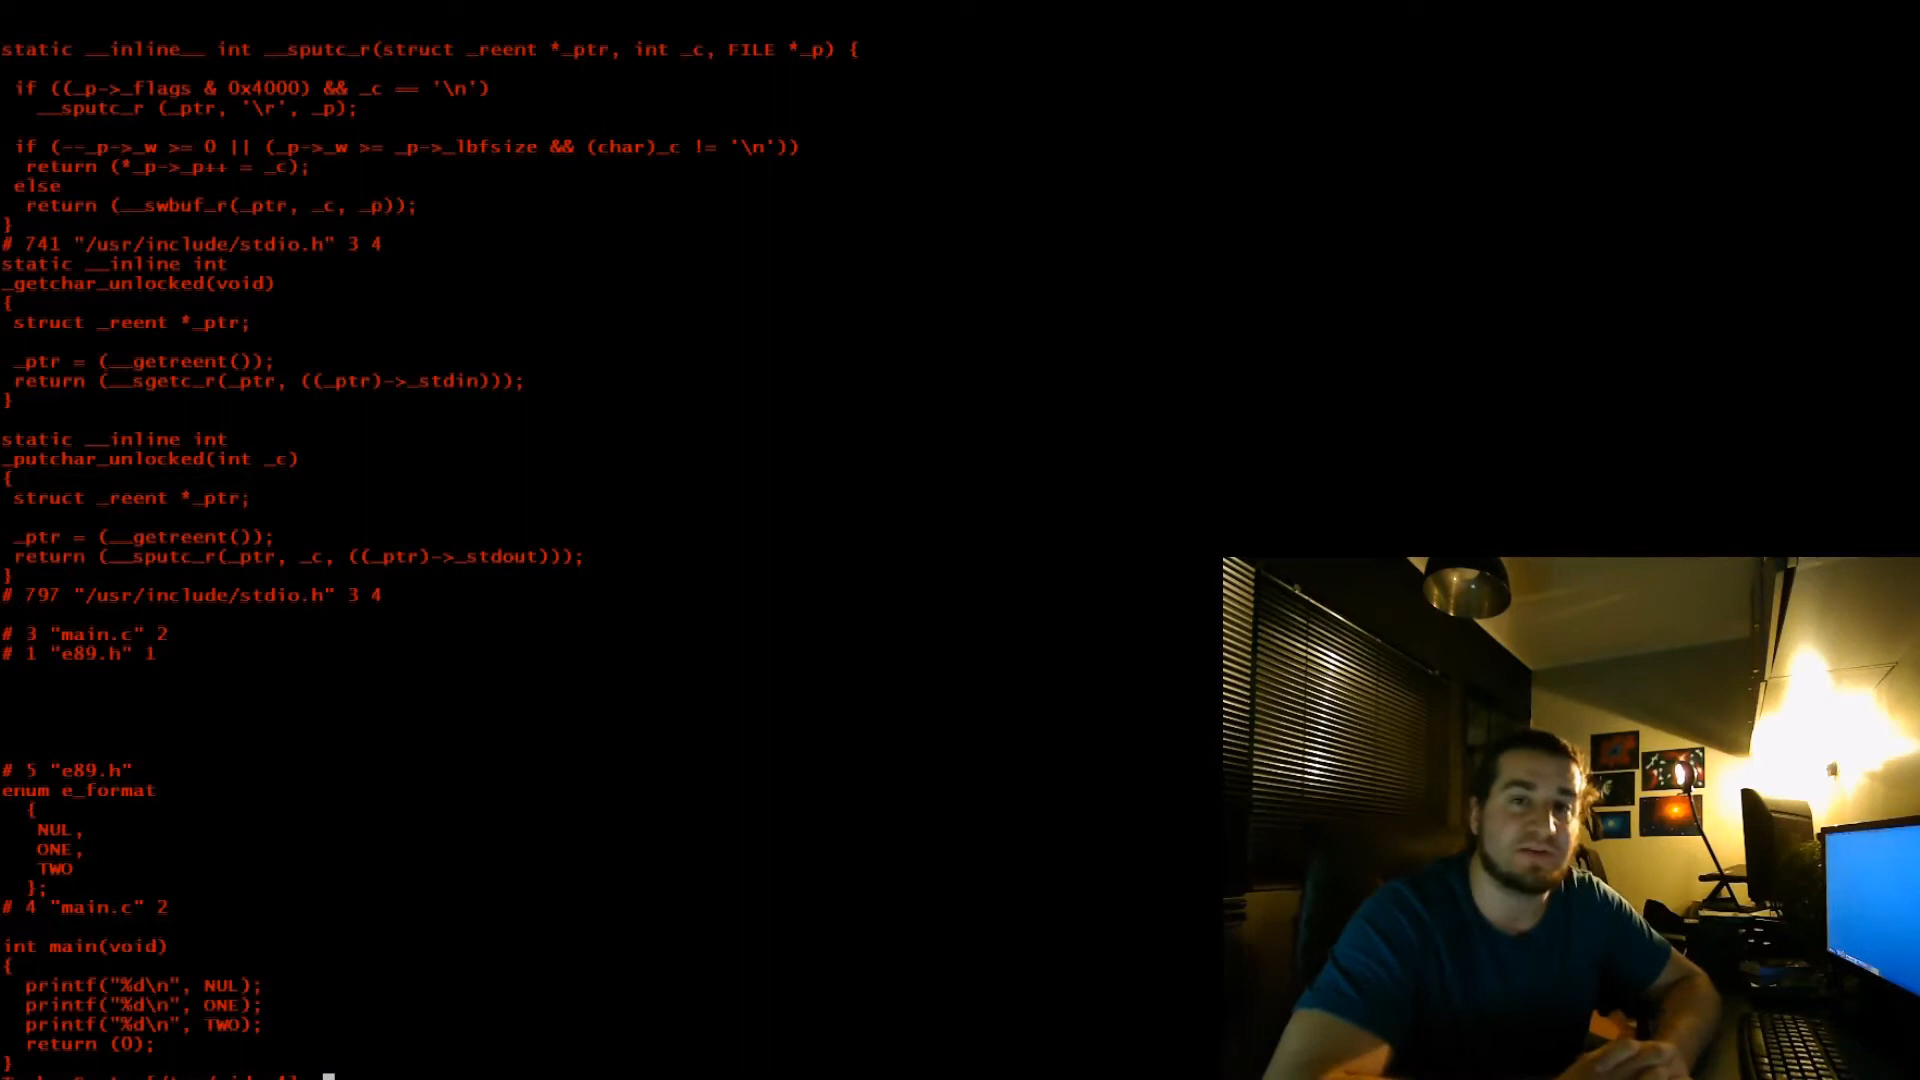 static __inline__ int __sputc_r(struct _reent *_ptr, int _c, FILE *_p) {
if ((_p->_flags & 0x4000) && _c == '\n')
__sputc_r (_ptr, '\r', _p);
if (--_p->_w >= 0 || (_p->_w >= _p->_lbfsize && (char)_c != '\n'))
return (*_p->_p++ = _c);
else
return (__swbuf_r(_ptr, _c, _p));
}
# 741 "/usr/include/stdio.h" 3 4
static __inline int
_getchar_unlocked(void)
{
struct _reent *_ptr;
_ptr = (__getreent());
return (__sgetc_r(_ptr, ((_ptr)->_stdin)));
}
static __inline int
_putchar_unlocked(int _c)
{
struct _reent *_ptr;
_ptr = (__getreent());
return (__sputc_r(_ptr, _c, ((_ptr)->_stdout)));
}
# 797 "/usr/include/stdio.h" 3 4
# 3 "main.c" 2
# 1 "e89.h" 1
# 5 "e89.h"
enum e_format
{
NUL,
ONE,
TWO
};
# 4 "main.c" 2
int main(void)
{
printf("%d\n", NUL);
printf("%d\n", ONE);
printf("%d\n", TWO);
return (0);
}